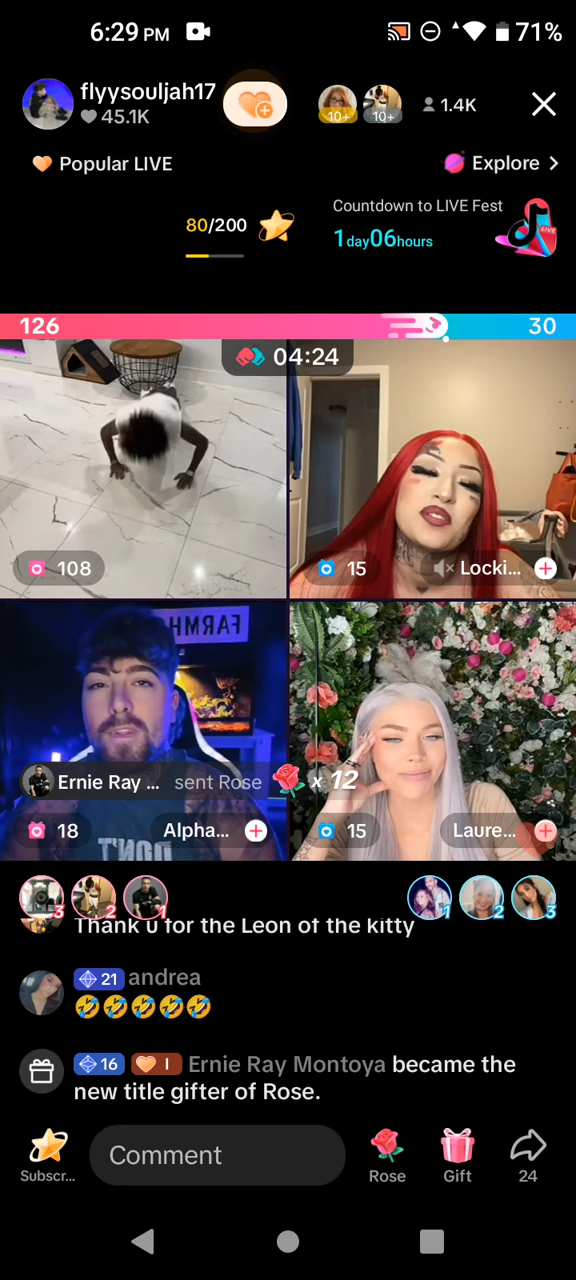 6:29 PM
71%
flyysouljah17
45.1K
10+
10+
1.4K
Popular LIVE
Explore >
80/200
Countdown to LIVE Fest
1day06hours
LIVE
126
30
04:24
108
15
Locki...
FARMH
Ernie Ray ... sent Rose x 12
18
Alpha...
15
Laure...
DON'T
3
2
1
1
2
3
Thank u for the Leon of the kitty
21 andrea
🤣🤣🤣🤣🤣
16 I Ernie Ray Montoya became the
new title gifter of Rose.
Subscr...
Comment
Rose
Gift
24